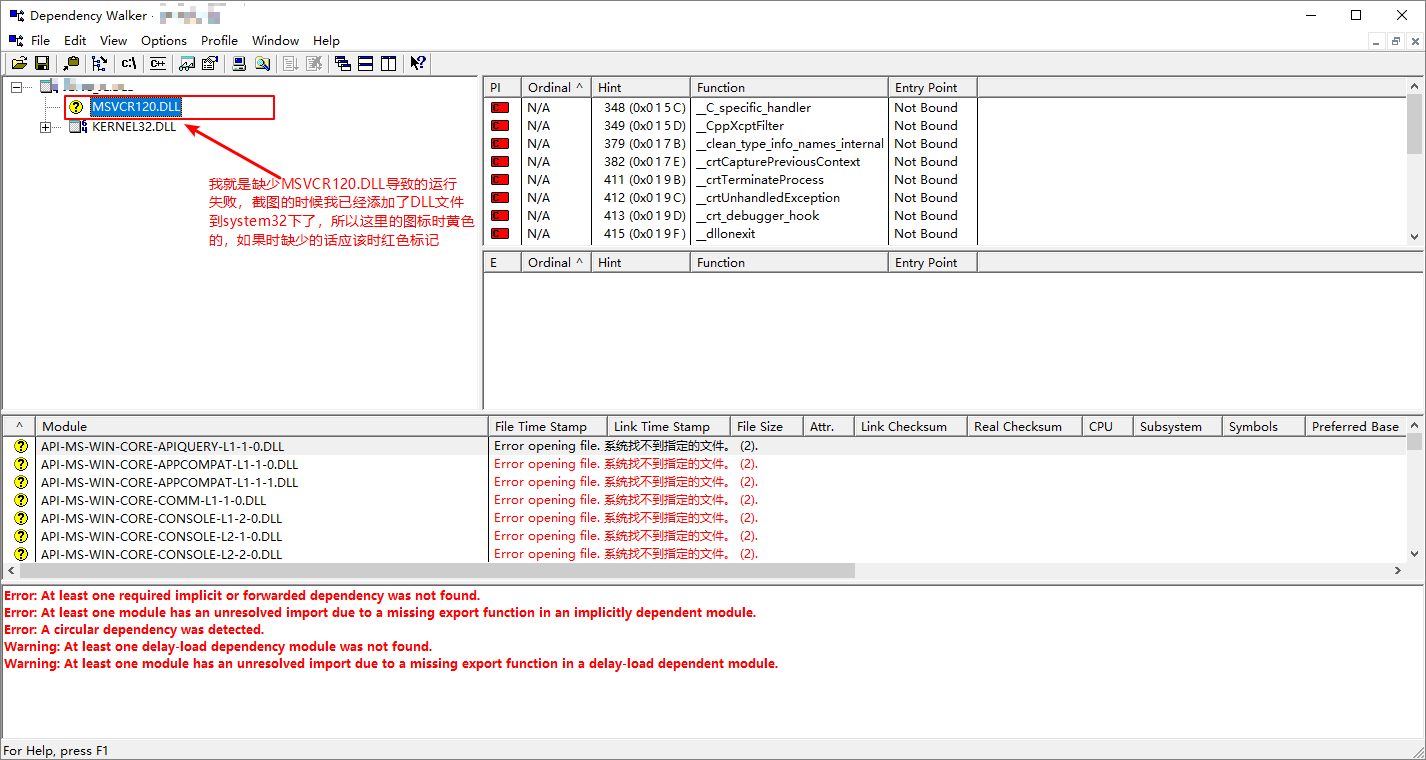 Dependency Walker -
File Edit View Options Profile Window Help
C:\ C++
MSVCR120.DLL
KERNEL32.DLL
我就是缺少MSVCR120.DLL导致的运行
失败，截图的时候我已经添加了DLL文件
到system32下了，所以这里的图标时黄色
的，如果时缺少的话应该时红色标记
PI Ordinal ^ Hint Function Entry Point
C N/A 348 (0x015C) __C_specific_handler Not Bound
C N/A 349 (0x015D) __CppXcptFilter Not Bound
C N/A 379 (0x017B) __clean_type_info_names_internal Not Bound
C N/A 382 (0x017E) __crtCapturePreviousContext Not Bound
C N/A 411 (0x019B) __crtTerminateProcess Not Bound
C N/A 412 (0x019C) __crtUnhandledException Not Bound
C N/A 413 (0x019D) __crt_debugger_hook Not Bound
C N/A 415 (0x019F) __dllonexit Not Bound
E Ordinal ^ Hint Function Entry Point
^ Module File Time Stamp Link Time Stamp File Size Attr. Link Checksum Real Checksum CPU Subsystem Symbols Preferred Base
? API-MS-WIN-CORE-APIQUERY-L1-1-0.DLL Error opening file. 系统找不到指定的文件。 (2).
? API-MS-WIN-CORE-APPCOMPAT-L1-1-0.DLL Error opening file. 系统找不到指定的文件。 (2).
? API-MS-WIN-CORE-APPCOMPAT-L1-1-1.DLL Error opening file. 系统找不到指定的文件。 (2).
? API-MS-WIN-CORE-COMM-L1-1-0.DLL Error opening file. 系统找不到指定的文件。 (2).
? API-MS-WIN-CORE-CONSOLE-L1-2-0.DLL Error opening file. 系统找不到指定的文件。 (2).
? API-MS-WIN-CORE-CONSOLE-L2-1-0.DLL Error opening file. 系统找不到指定的文件。 (2).
? API-MS-WIN-CORE-CONSOLE-L2-2-0.DLL Error opening file. 系统找不到指定的文件。 (2).
Error: At least one required implicit or forwarded dependency was not found.
Error: At least one module has an unresolved import due to a missing export function in an implicitly dependent module.
Error: A circular dependency was detected.
Warning: At least one delay-load dependency module was not found.
Warning: At least one module has an unresolved import due to a missing export function in a delay-load dependent module.
For Help, press F1